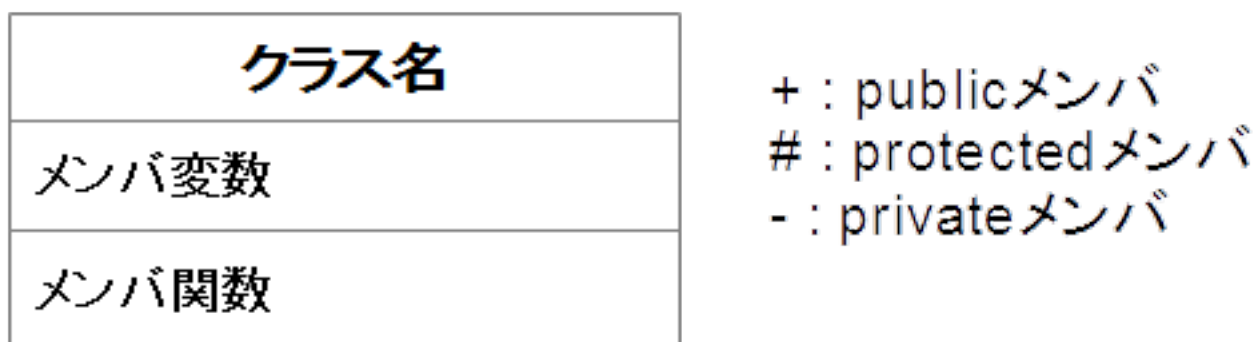 クラス名
メンバ変数
メンバ関数
+ : publicメンバ
# : protectedメンバ
- : privateメンバ